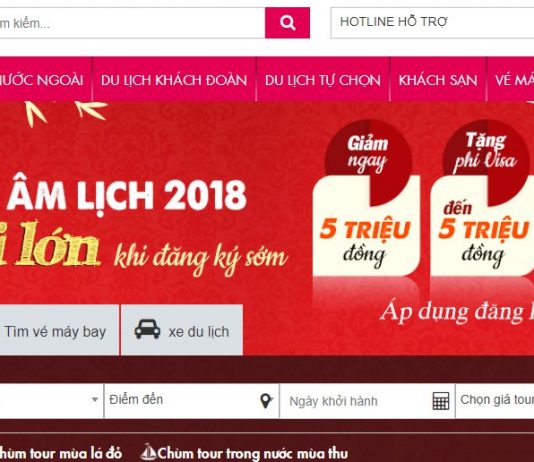 m kiếm...
HOTLINE HỖ TRỢ
ƯỚC NGOÀI
DU LỊCH KHÁCH ĐOÀN
DU LỊCH TỰ CHỌN
KHÁCH SẠN
VÉ MÁ
ÂM LỊCH 2018
i lớn khi đăng ký sớm
Giảm ngay
5 TRIỆU
đồng
Tặng phí Visa
đến
5 TRIỆU
đồng
Áp dụng đăng k
Tìm vé máy bay
xe du lịch
Điểm đến
Ngày khởi hành
Chọn giá tour
hùm tour mùa lá đỏ
Chùm tour trong nước mùa thu